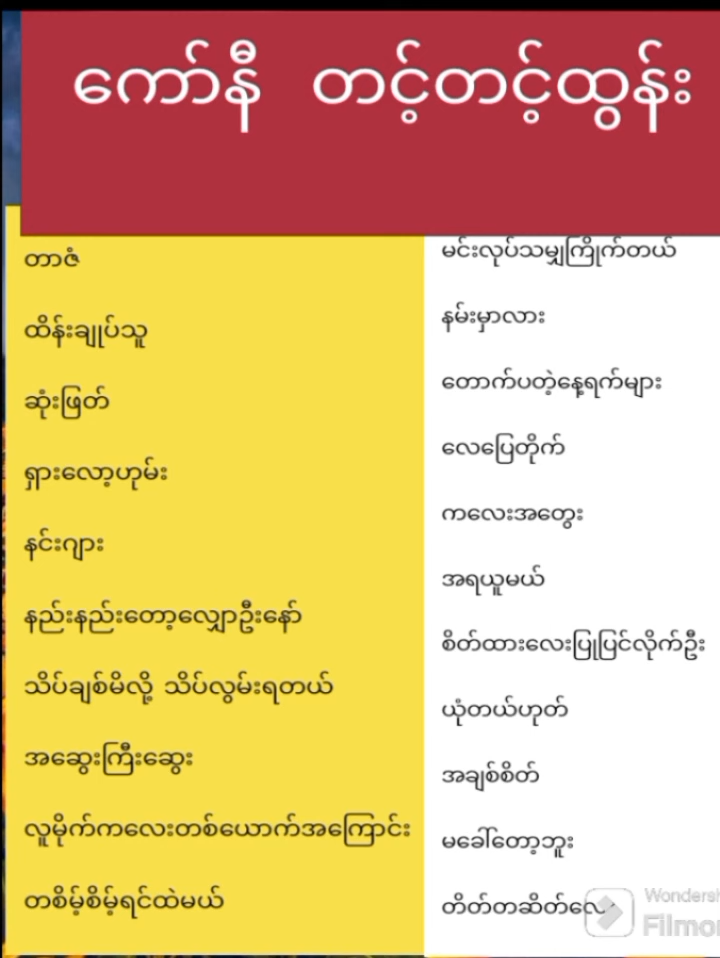 ကော်နီ တင့်တင့်ထွန်း
တာဇံ
ထိန်းချုပ်သူ
ဆုံးဖြတ်
ရှားလော့ဟုမ်း
နင်းဂျား
နည်းနည်းတော့လျှောဦးနော်
သိပ်ချစ်မိလို့ သိပ်လွမ်းရတယ်
အဆွေးကြီးဆွေး
လူမိုက်ကလေးတစ်ယောက်အကြောင်း
တစိမ့်စိမ့်ရင်ထဲမယ်
မင်းလုပ်သမျှကြိုက်တယ်
နမ်းမှာလား
တောက်ပတဲ့နေ့ရက်များ
လေပြေတိုက်
ကလေးအတွေး
အရယူမယ်
စိတ်ထားလေးပြုပြင်လိုက်ဦး
ယုံတယ်ဟုတ်
အချစ်စိတ်
မခေါ်တော့ဘူး
တိတ်တဆိတ်လေ